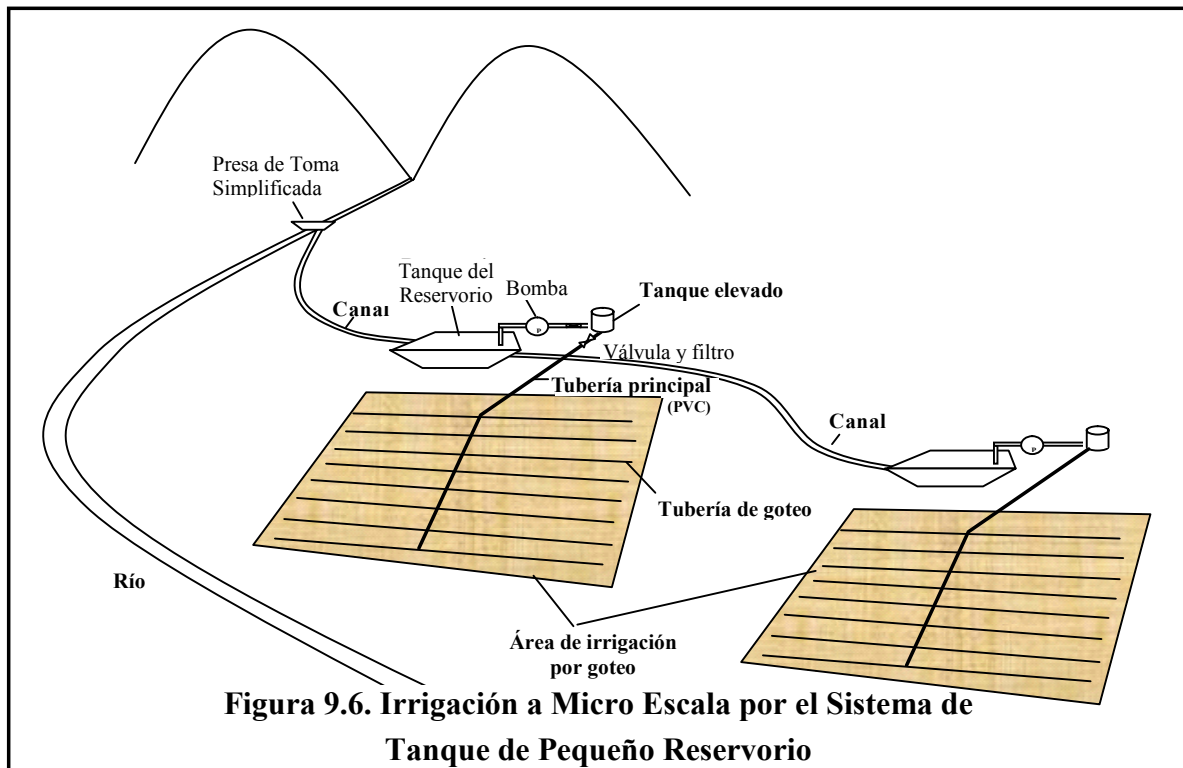 Presa de Toma
Simplificada
Tanque del
Reservorio
Bomba
P
Tanque elevado
Canal
Válvula y filtro
Tubería principal
(PVC)
Canal
P
Tubería de goteo
Río
Área de irrigación
por goteo
Figura 9.6. Irrigación a Micro Escala por el Sistema de
Tanque de Pequeño Reservorio